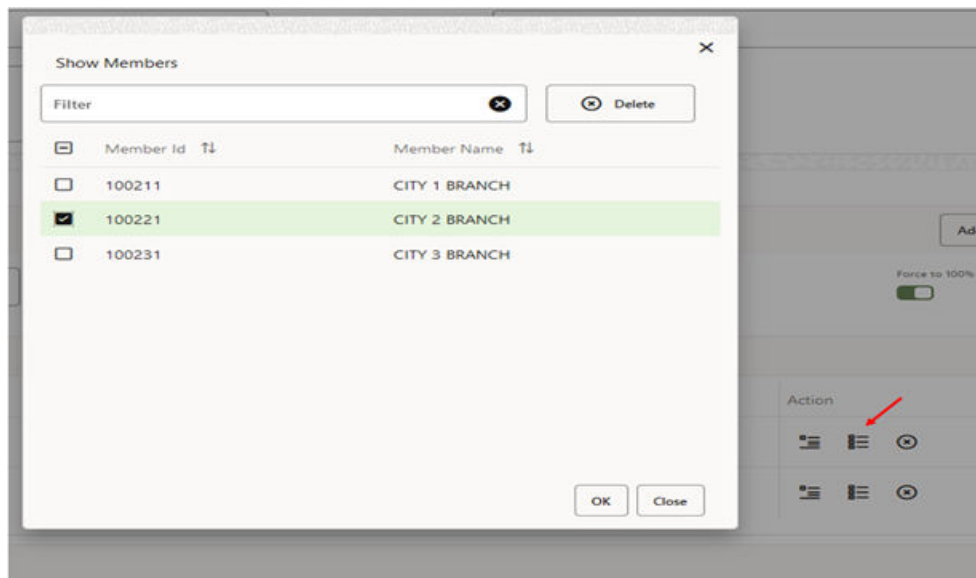 Show Members
Filter Delete
Member Id Member Name
100211 CITY 1 BRANCH
100221 CITY 2 BRANCH
Ad
100231 CITY 3 BRANCH
Force to 100%
Action
OK Close